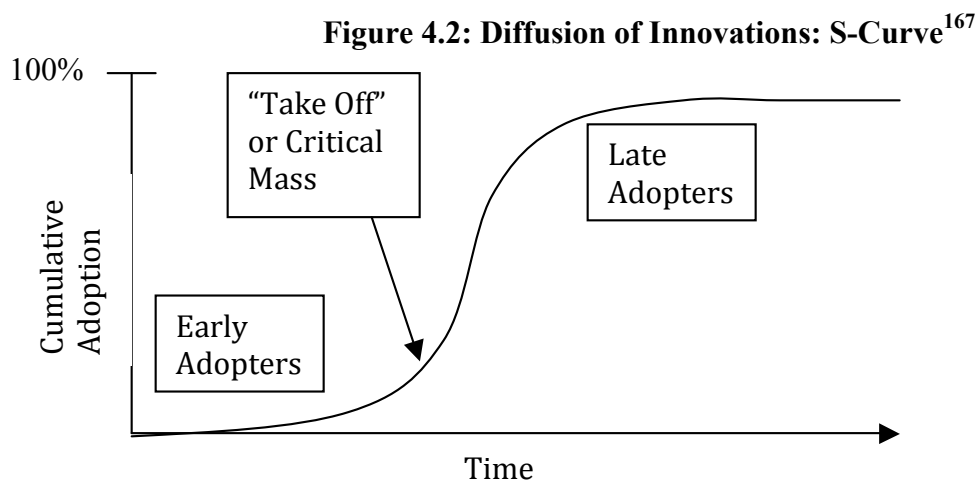 Figure 4.2: Diffusion of Innovations: S-Curve167
100%
“Take Off”
or Critical
Mass
Late
Adopters
Cumulative
Adoption
Early
Adopters
Time